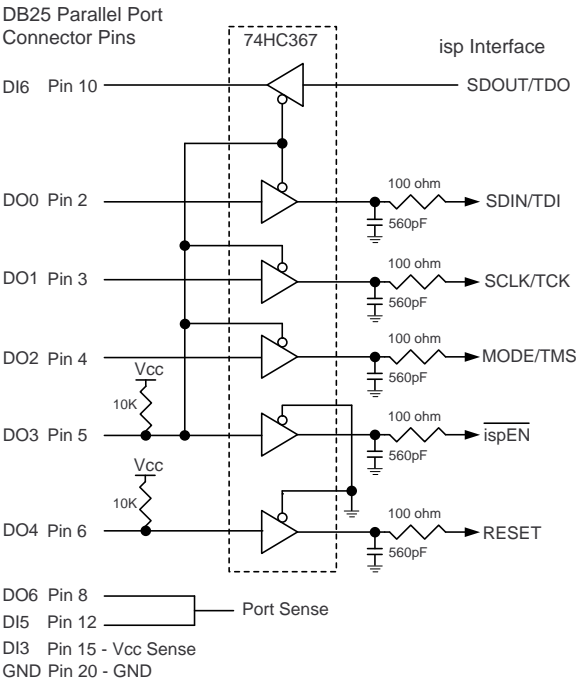 DB25 Parallel Port
Connector Pins
74HC367
isp Interface
DI6 Pin 10
SDOUT/TDO
DO0 Pin 2
100 ohm
SDIN/TDI
560pF
DO1 Pin 3
100 ohm
SCLK/TCK
560pF
DO2 Pin 4
100 ohm
MODE/TMS
560pF
Vcc
10K
DO3 Pin 5
100 ohm
ispEN
560pF
Vcc
10K
DO4 Pin 6
100 ohm
RESET
560pF
DO6 Pin 8
Port Sense
DI5 Pin 12
DI3 Pin 15 - Vcc Sense
GND Pin 20 - GND